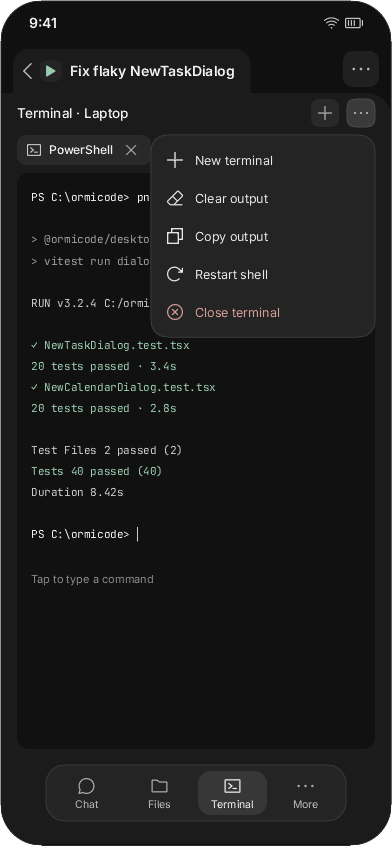 9:41
Fix flaky NewTaskDialog
Terminal · Laptop
PowerShell
New terminal
Clear output
Copy output
Restart shell
Close terminal
PS C:\ormicode> pn
> @ormicode/deskto
> vitest run dialo
RUN v3.2.4 C:/ormi
✓ NewTaskDialog.test.tsx
20 tests passed · 3.4s
✓ NewCalendarDialog.test.tsx
20 tests passed · 2.8s
Test Files 2 passed (2)
Tests 40 passed (40)
Duration 8.42s
PS C:\ormicode>
Tap to type a command
Chat
Files
Terminal
More